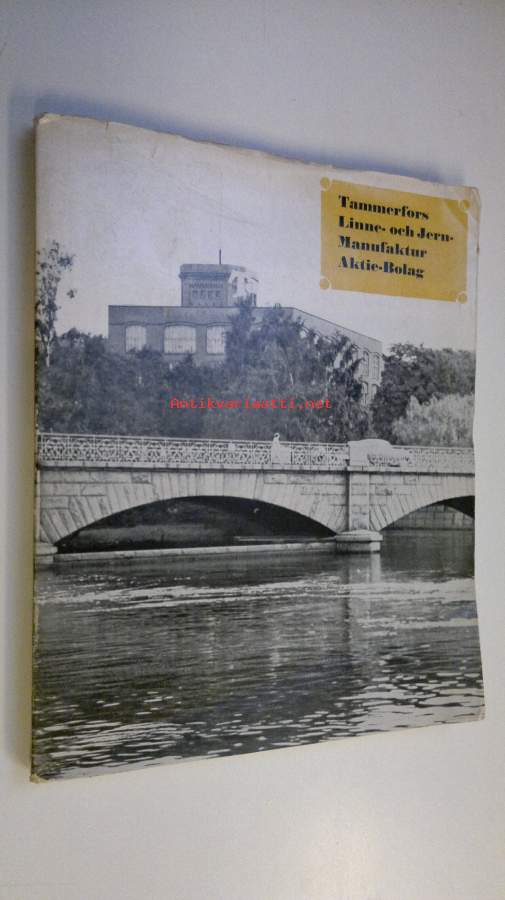 Tammerfors
Linne- och Jern-
Manufaktur
Aktie-Bolag
Antikvariaatti.net